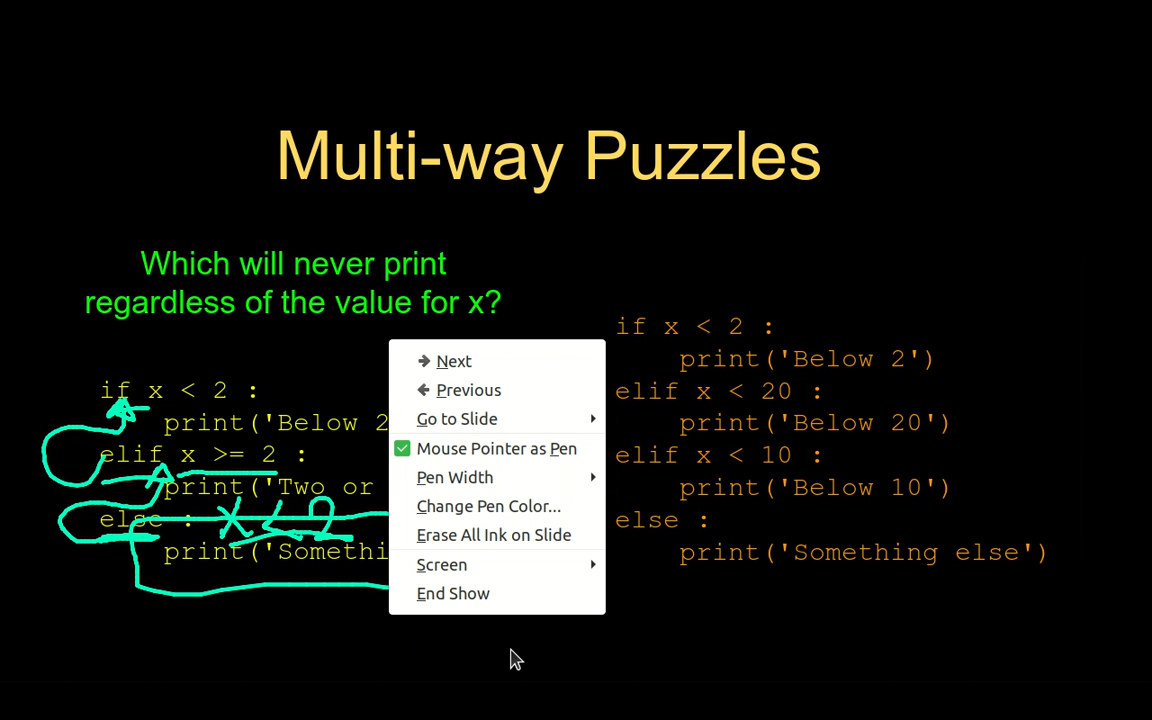 Multi-way Puzzles
Which will never print
regardless of the value for x?
if x < 2 :
print('Below 2
elif x >= 2 :
print('Two or
else :
x < 2
print('Somethi
Next
Previous
Go to Slide
Mouse Pointer as Pen
Pen Width
Change Pen Color...
Erase All Ink on Slide
Screen
End Show
if x < 2 :
print('Below 2')
elif x < 20 :
print('Below 20')
elif x < 10 :
print('Below 10')
else :
print('Something else')